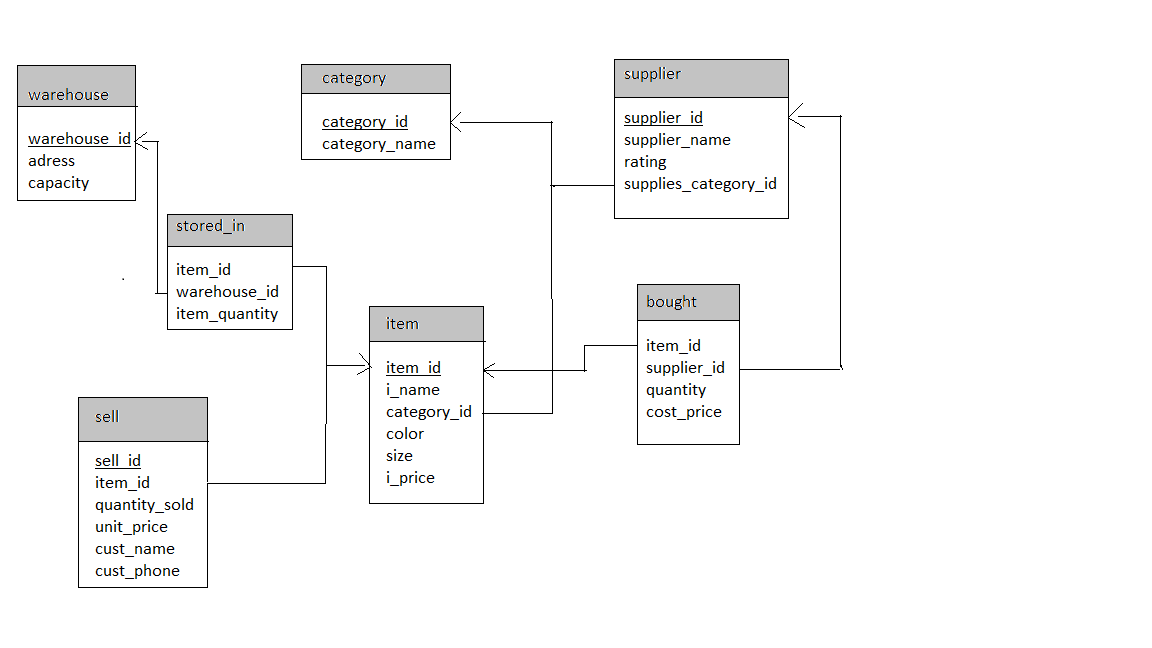 warehouse
warehouse_id
adress
capacity
category
category_id
category_name
supplier
supplier_id
supplier_name
rating
supplies_category_id
stored_in
item_id
warehouse_id
item_quantity
item
item_id
i_name
category_id
color
size
i_price
bought
item_id
supplier_id
quantity
cost_price
sell
sell_id
item_id
quantity_sold
unit_price
cust_name
cust_phone